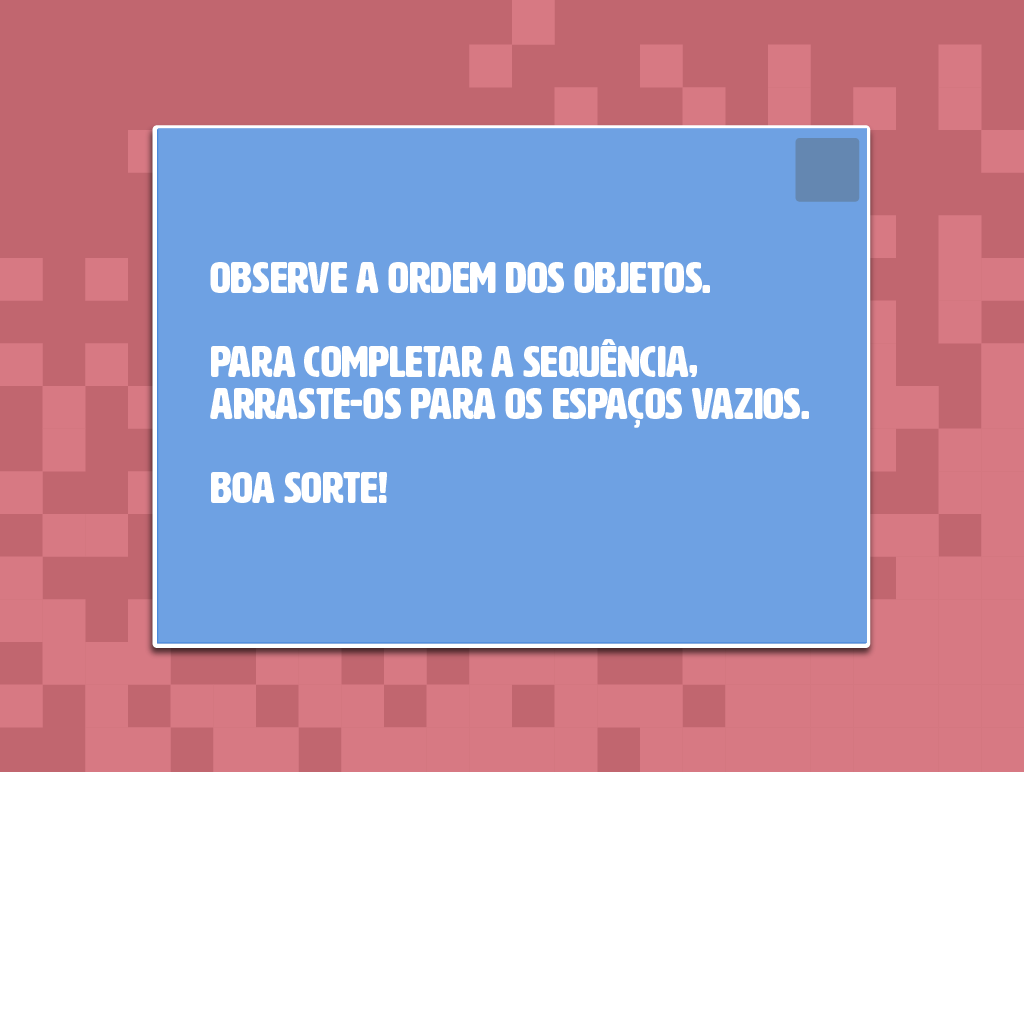 OBSERVE A ORDEM DOS OBJETOS.
PARA COMPLETAR A SEQUÊNCIA,
ARRASTE-OS PARA OS ESPAÇOS VAZIOS.
BOA SORTE!